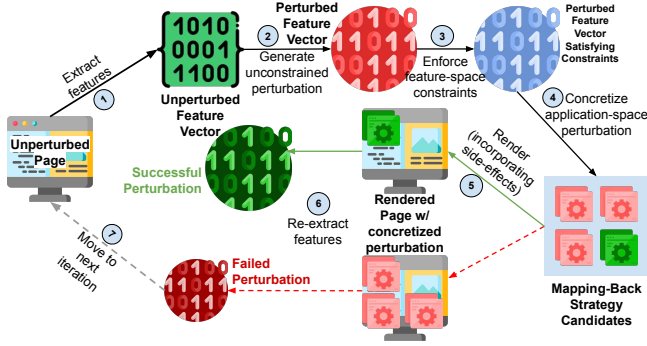 Extract
features
1
1010
0001
1100
Unperturbed
Feature
Vector
2
Perturbed
Feature
Vector
Generate
unconstrained
perturbation
3
Enforce
feature-space
constraints
Perturbed
Feature
Vector
Satisfying
Constraints
4
Concretize
application-space
perturbation
Unperturbed
Page
Successful
Perturbation
Render
(incorporating
side-effects)
5
6
Re-extract
features
Rendered
Page w/
concretized
perturbation
7
Move to
next
iteration
Failed
Perturbation
Mapping-Back
Strategy
Candidates